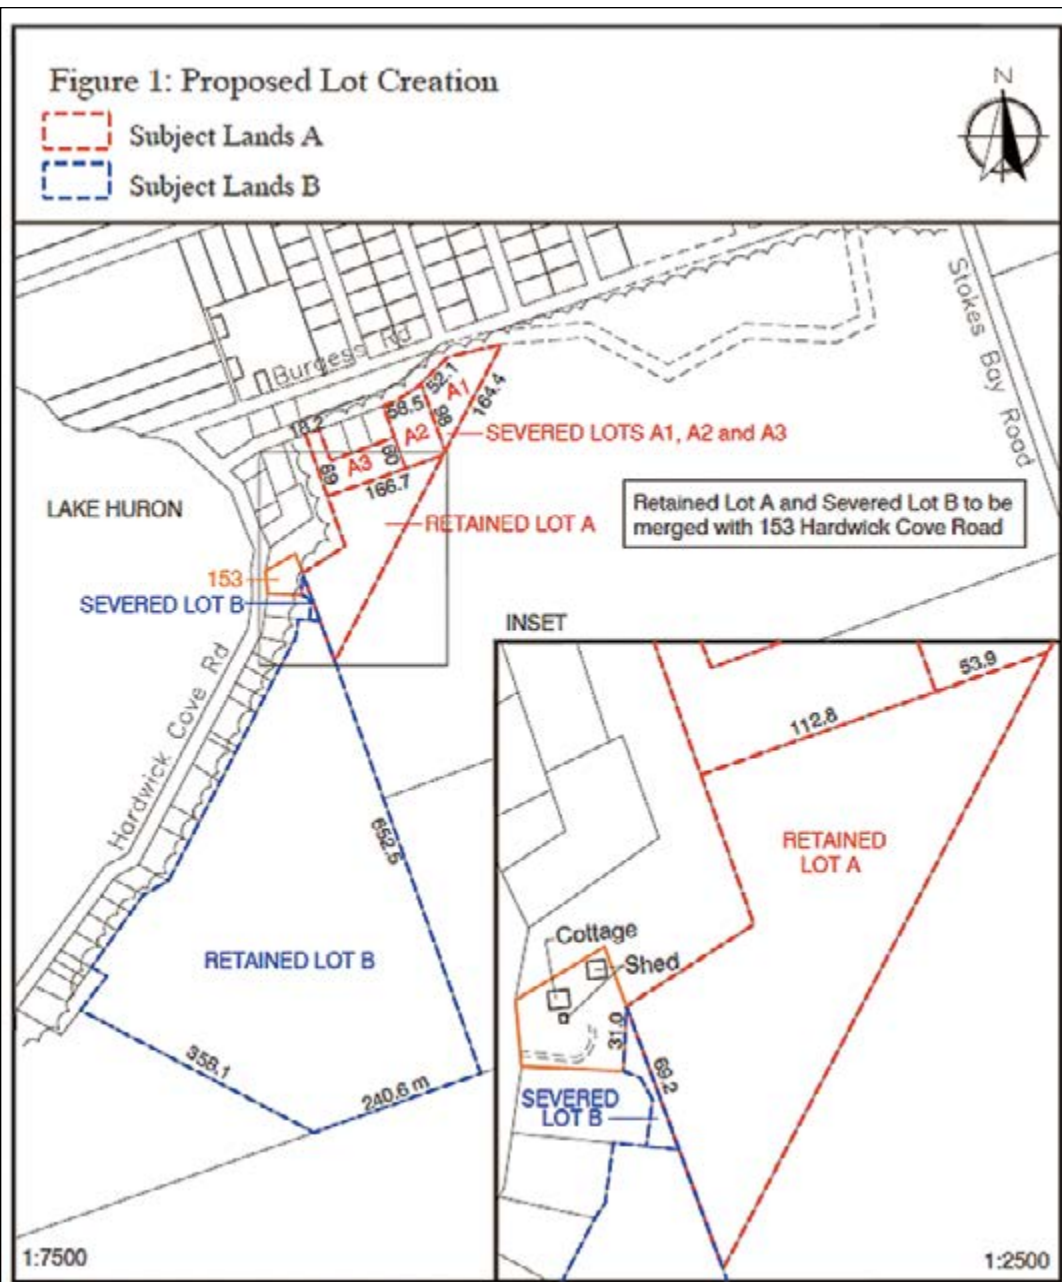 Figure 1: Proposed Lot Creation
N
Subject Lands A
Subject Lands B
Stokes Bay Road
Burgess Rd
52.1
A1
164.4
18.2
58.5
98
A2
SEVERED LOTS A1, A2 and A3
A3
60
69
166.7
LAKE HURON
Retained Lot A and Severed Lot B to be
merged with 153 Hardwick Cove Road
RETAINED LOT A
153
SEVERED LOT B
Hardwick Cove Rd
652.5
RETAINED LOT B
358.1
240.6 m
1:7500
INSET
53.9
112.8
RETAINED
LOT A
Cottage
Shed
31.0
69.2
SEVERED
LOT B
1:2500